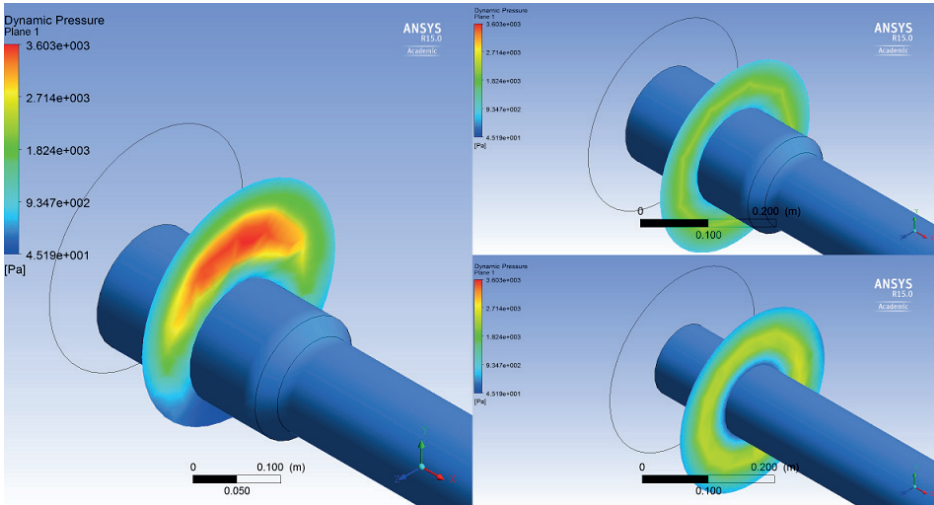 Dynamic Pressure
Plane 1
3.603e+003
2.714e+003
1.824e+003
9.347e+002
4.519e+001
[Pa]
ANSYS
R15.0
Academic
0 0.100 (m)
0.050
Dynamic Pressure
Plane 1
3.603e+003
2.714e+003
1.824e+003
9.347e+002
4.519e+001
[Pa]
ANSYS
R15.0
Academic
0 0.200 (m)
0.100
Dynamic Pressure
Plane 1
3.603e+003
2.714e+003
1.824e+003
9.347e+002
4.519e+001
[Pa]
ANSYS
R15.0
Academic
0 0.200 (m)
0.100